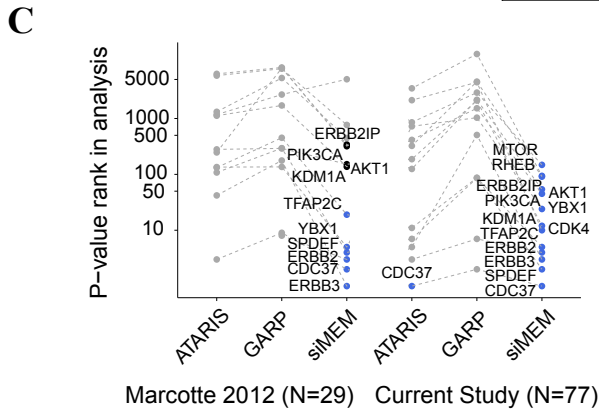 C
P-value rank in analysis
5000
1000
500
100
50
10
ERBB2IP
PIK3CA
AKT1
KDM1A
TFAP2C
YBX1
SPDEF
ERBB2
CDC37
ERBB3
CDC37
MTOR
RHEB
ERBB2IP
AKT1
PIK3CA
YBX1
KDM1A
CDK4
TFAP2C
ERBB2
ERBB3
SPDEF
CDC37
ATARIS
GARP
siMEM
ATARIS
GARP
siMEM
Marcotte 2012 (N=29) Current Study (N=77)